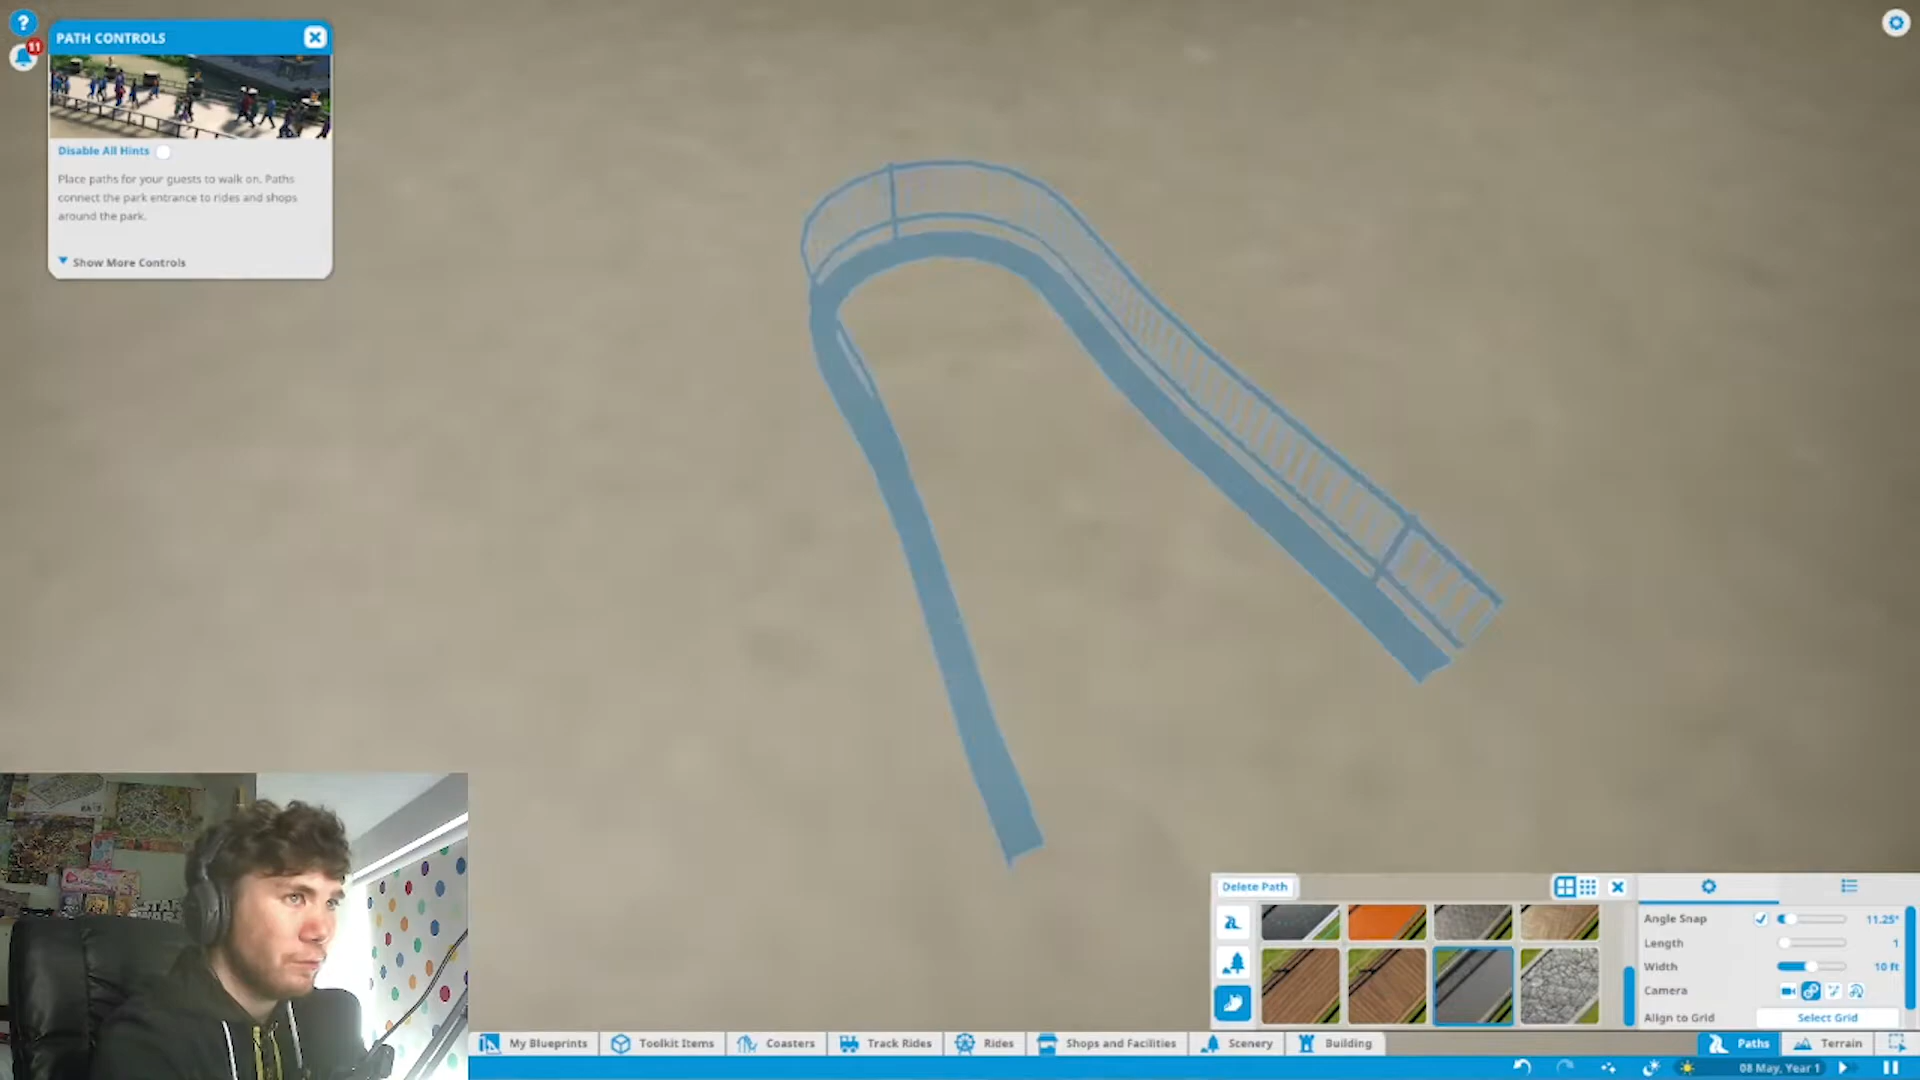 ?
11
PATH CONTROLS
Disable All Hints
Place paths for your guests to walk on. Paths
connect the park entrance to rides and shops
around the park.
Show More Controls
STAR
WARS
Delete Path
Angle Snap 11.25°
Length 1
Width 10 ft
Camera
Align to Grid Select Grid
My Blueprints Toolkit Items Coasters Track Rides Rides Shops and Facilities Scenery Building Paths Terrain
08 May, Year 1